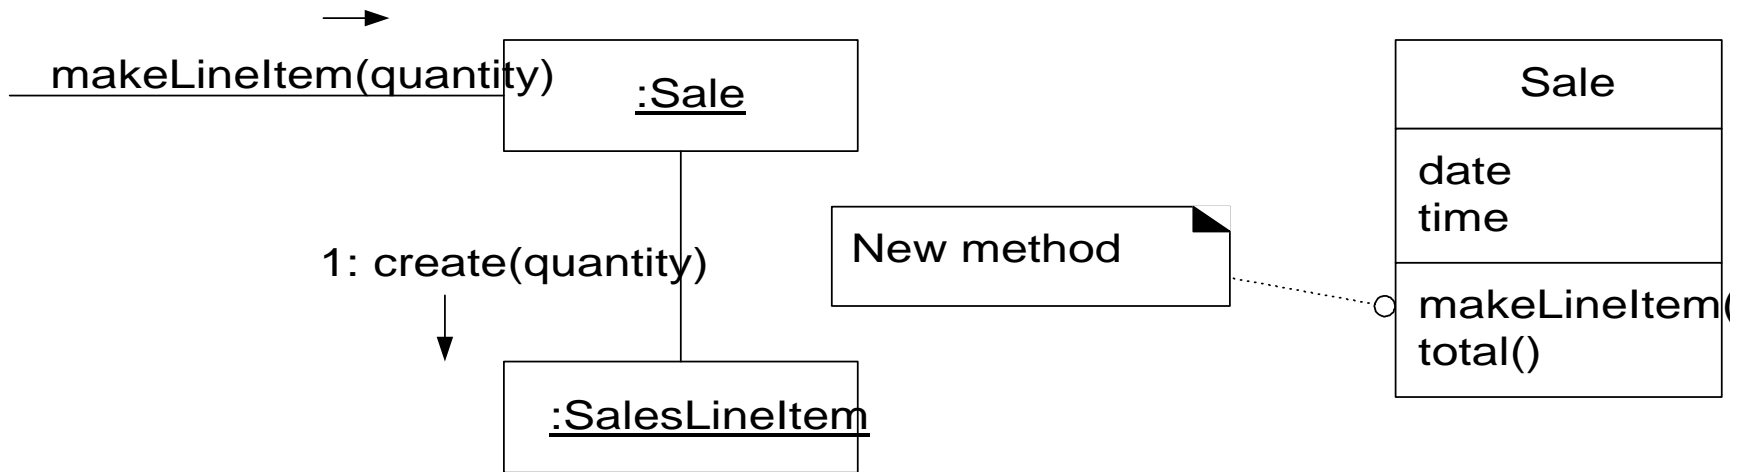 makeLineItem(quantity)
:Sale
1: create(quantity)
:SalesLineItem
New method
Sale
date
time
makeLineItem(
total()